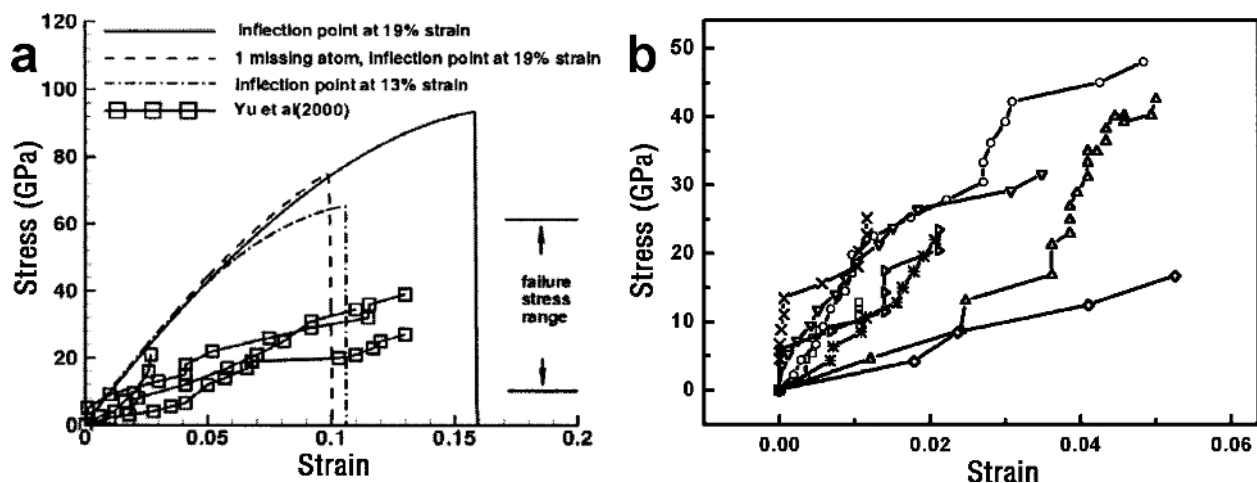 a
Stress (GPa)
120
100
80
60
40
20
0
Inflection point at 19% strain
1 missing atom, Inflection point at 19% strain
Inflection point at 13% strain
Yu et al(2000)
failure
stress
range
0
0.05
0.1
0.15
0.2
Strain
b
Stress (GPa)
50
40
30
20
10
0
0.00
0.02
0.04
0.06
Strain